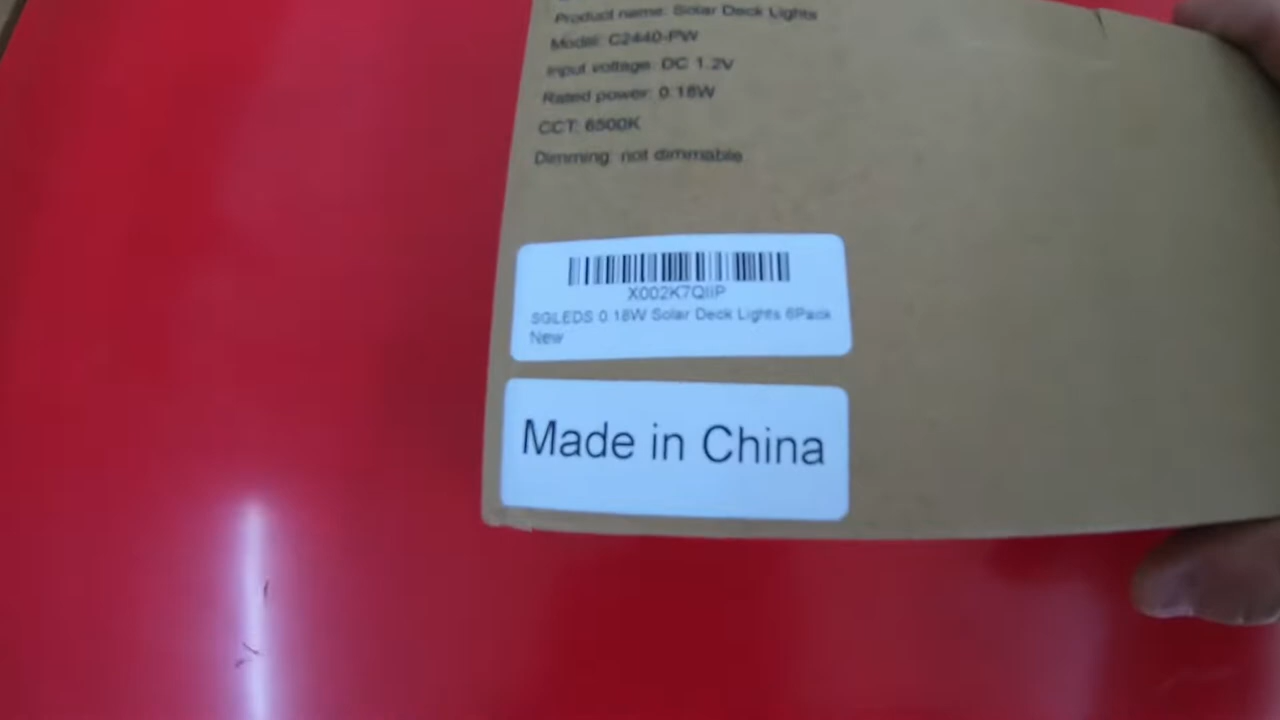 Product name: Solar Deck Lights
Model: C2440-PW
Input voltage: DC 1.2V
Rated power: 0.18W
CCT: 6500K
Dimming: not dimmable
X002K7QIIP
SGLEDS 0.18W Solar Deck Lights 6Pack
New
Made in China